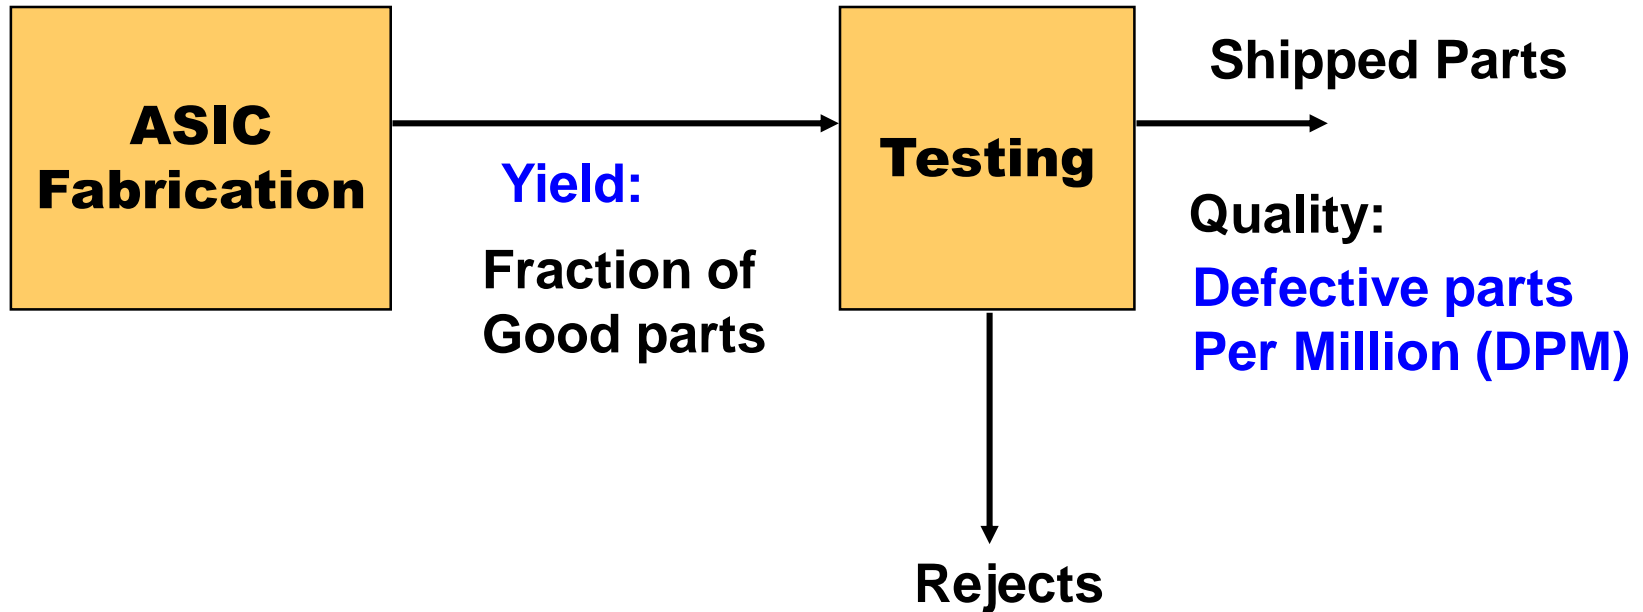 ASIC
Fabrication
Yield:
Fraction of
Good parts
Testing
Shipped Parts
Quality:
Defective parts
Per Million (DPM)
Rejects